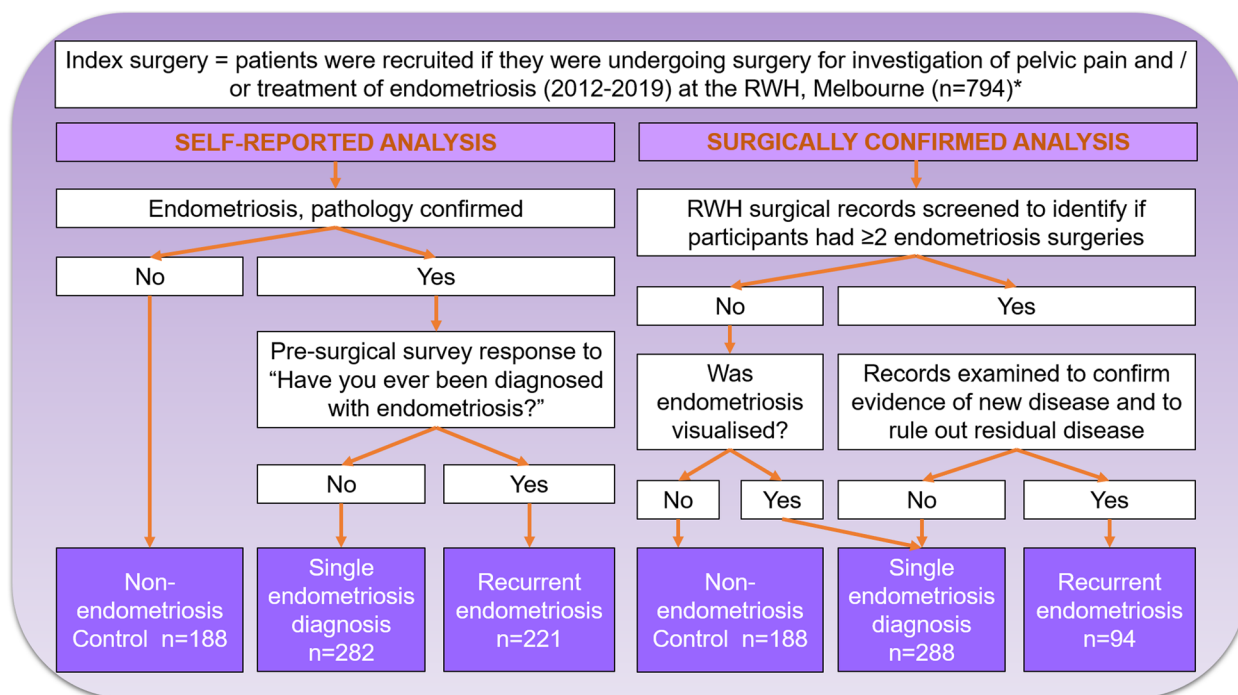 Index surgery = patients were recruited if they were undergoing surgery for investigation of pelvic pain and /
or treatment of endometriosis (2012-2019) at the RWH, Melbourne (n=794)*
SELF-REPORTED ANALYSIS
Endometriosis, pathology confirmed
No
Yes
Pre-surgical survey response to
“Have you ever been diagnosed
with endometriosis?”
No
Yes
Non-
endometriosis
Control n=188
Single
endometriosis
diagnosis
n=282
Recurrent
endometriosis
n=221
SURGICALLY CONFIRMED ANALYSIS
RWH surgical records screened to identify if
participants had ≥2 endometriosis surgeries
No
Yes
Was
endometriosis
visualised?
Records examined to confirm
evidence of new disease and to
rule out residual disease
No
Yes
No
Yes
Non-
endometriosis
Control n=188
Single
endometriosis
diagnosis
n=288
Recurrent
endometriosis
n=94